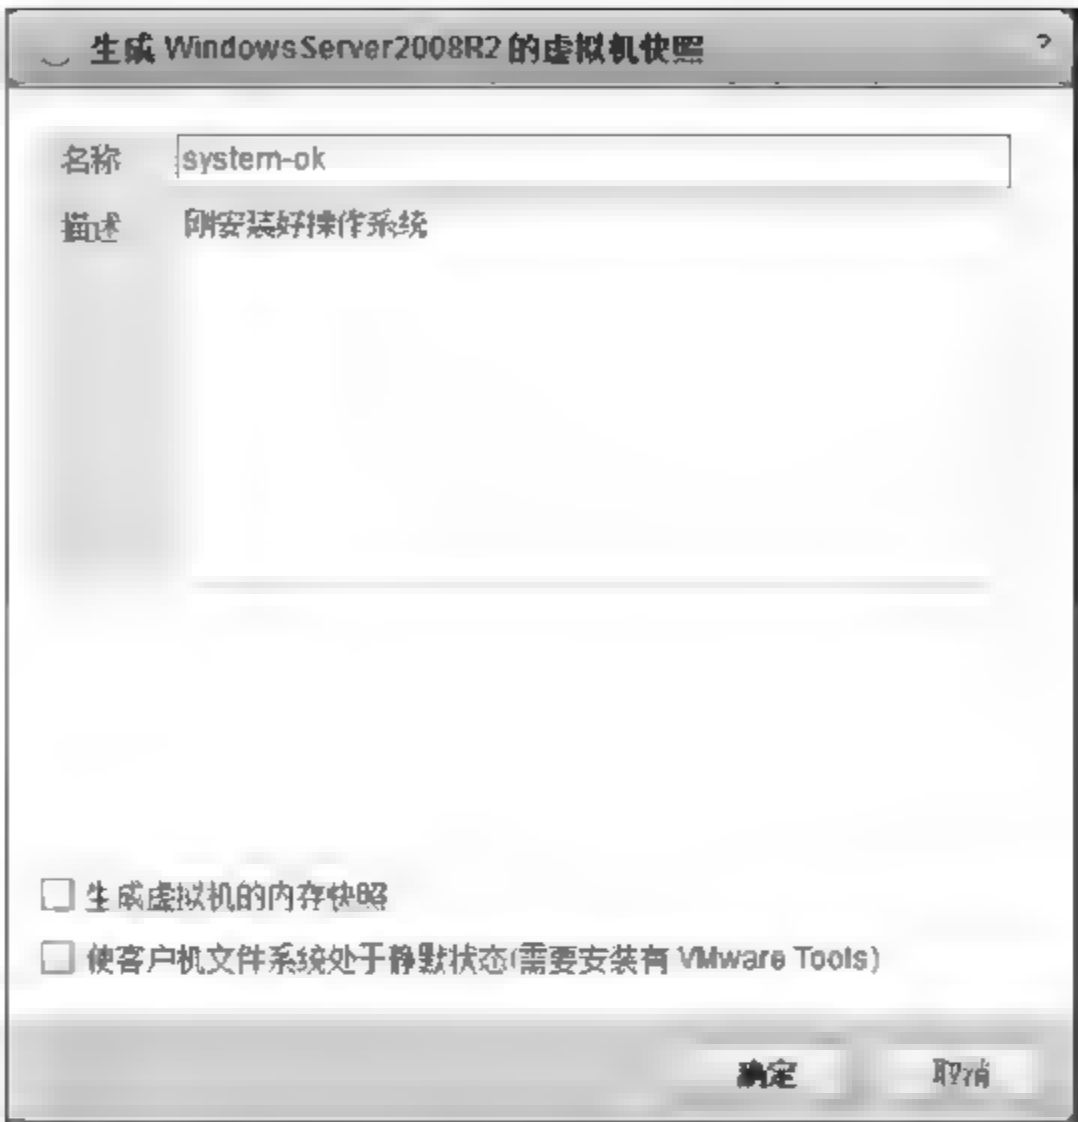 生成 WindowsServer2008R2 的虚拟机快照 ?
名称 system-ok
描述 刚安装好操作系统
生成虚拟机的内存快照
使客户机文件系统处于静默状态(需要安装有 VMware Tools)
确定 取消